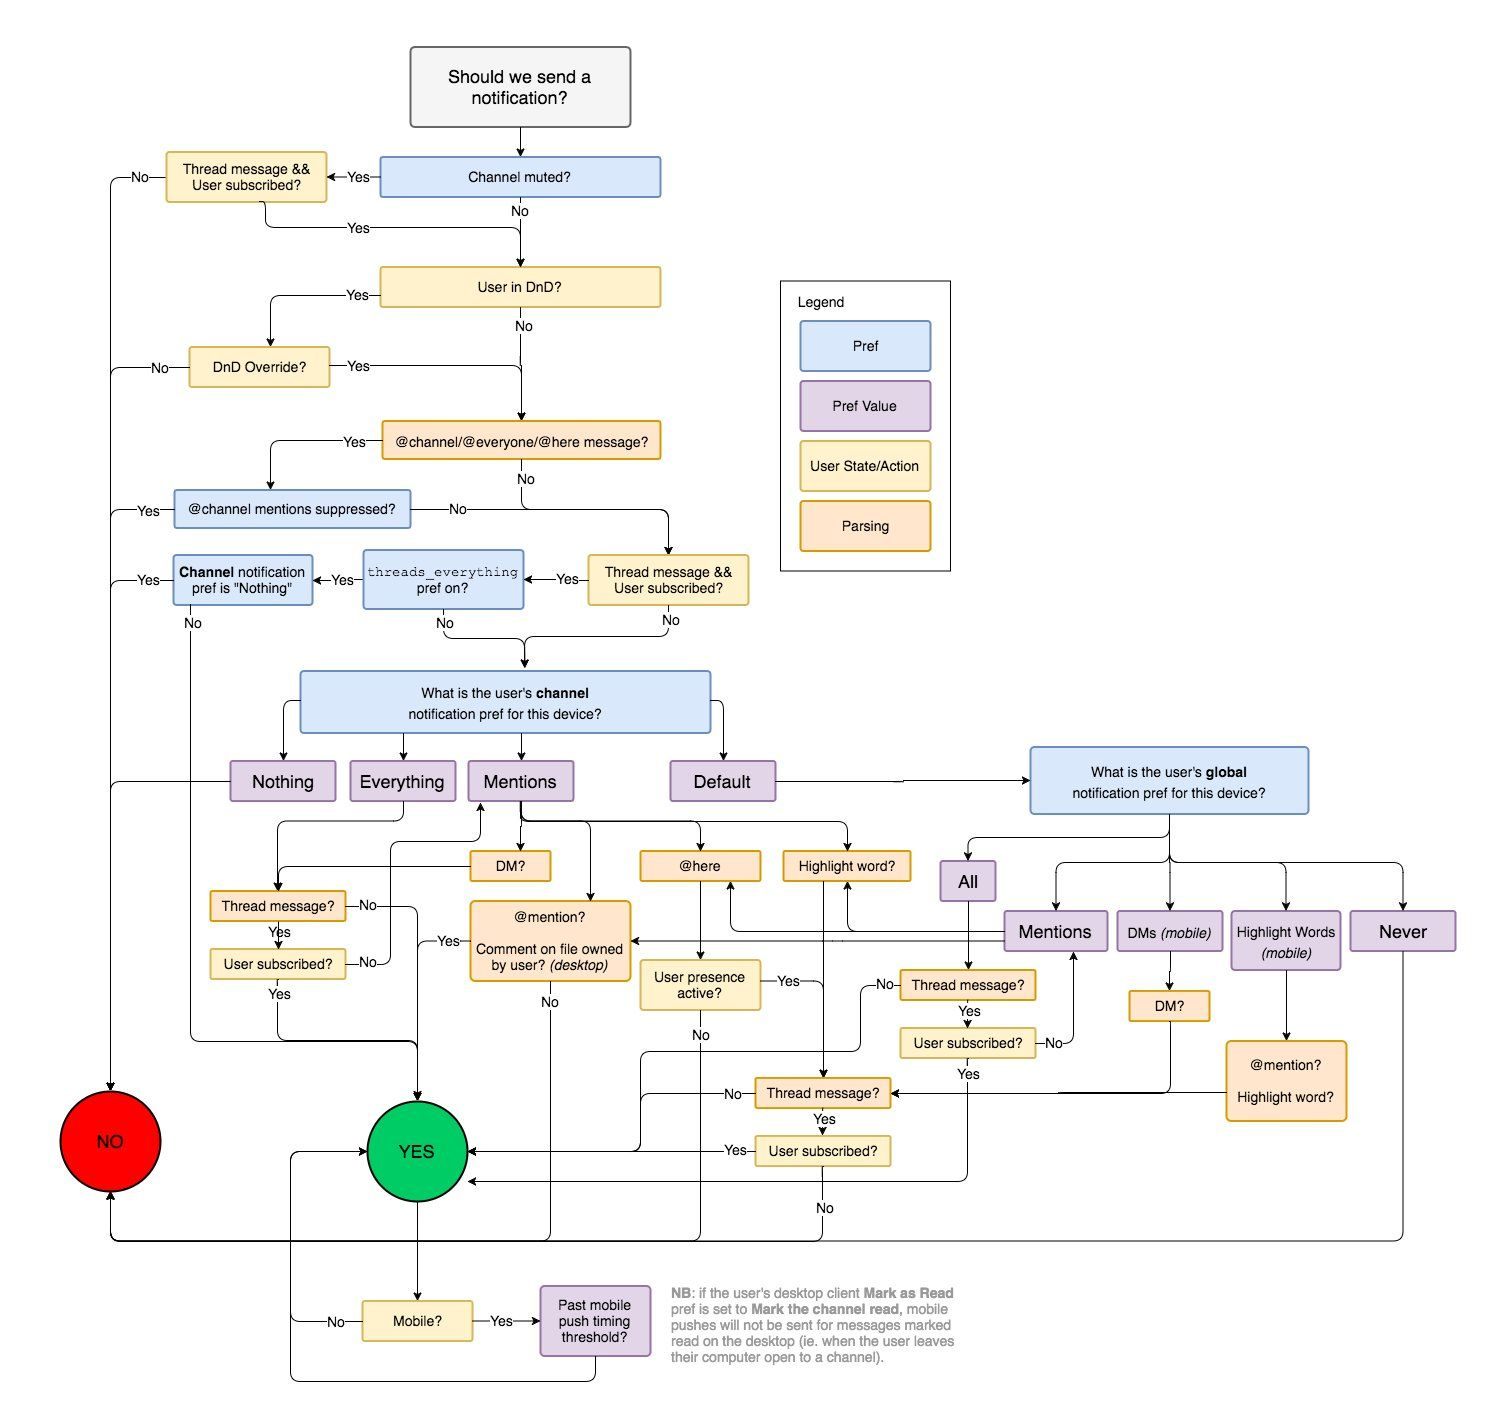 Should we send a
notification?
Thread message &&
User subscribed?
No
Yes
Channel muted?
No
Yes
User in DnD?
Yes
No
DnD Override?
No
Yes
@channel/@everyone/@here message?
Yes
No
@channel mentions suppressed?
Yes
No
Channel notification
pref is "Nothing"
Yes
No
Yes
threads_everything
pref on?
No
Yes
Thread message &&
User subscribed?
No
Legend
Pref
Pref Value
User State/Action
Parsing
What is the user's channel
notification pref for this device?
Nothing
Everything
Mentions
Default
What is the user's global
notification pref for this device?
DM?
@here
Highlight word?
All
Thread message?
No
Yes
User subscribed?
No
Yes
@mention?
Comment on file owned
by user? (desktop)
Yes
No
User presence
active?
Yes
No
Mentions
DMs (mobile)
Highlight Words
(mobile)
Never
No
Thread message?
Yes
User subscribed?
No
Yes
DM?
@mention?
Highlight word?
No
Thread message?
Yes
Yes
User subscribed?
No
NO
YES
No
Mobile?
Yes
Past mobile
push timing
threshold?
NB: if the user's desktop client Mark as Read
pref is set to Mark the channel read, mobile
pushes will not be sent for messages marked
read on the desktop (ie. when the user leaves
their computer open to a channel).